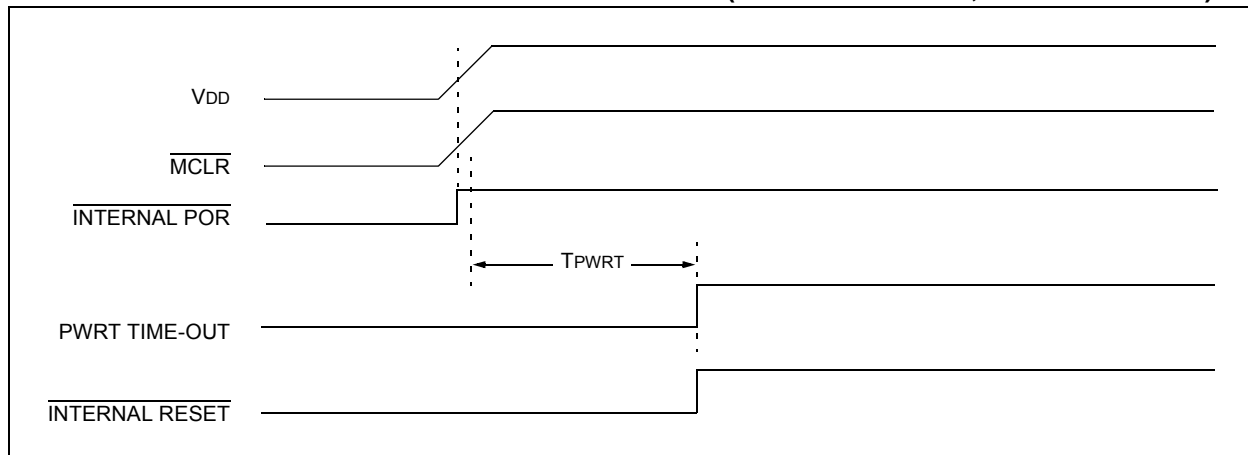 VDD
MCLR
INTERNAL POR
TPWRT
PWRT TIME-OUT
INTERNAL RESET